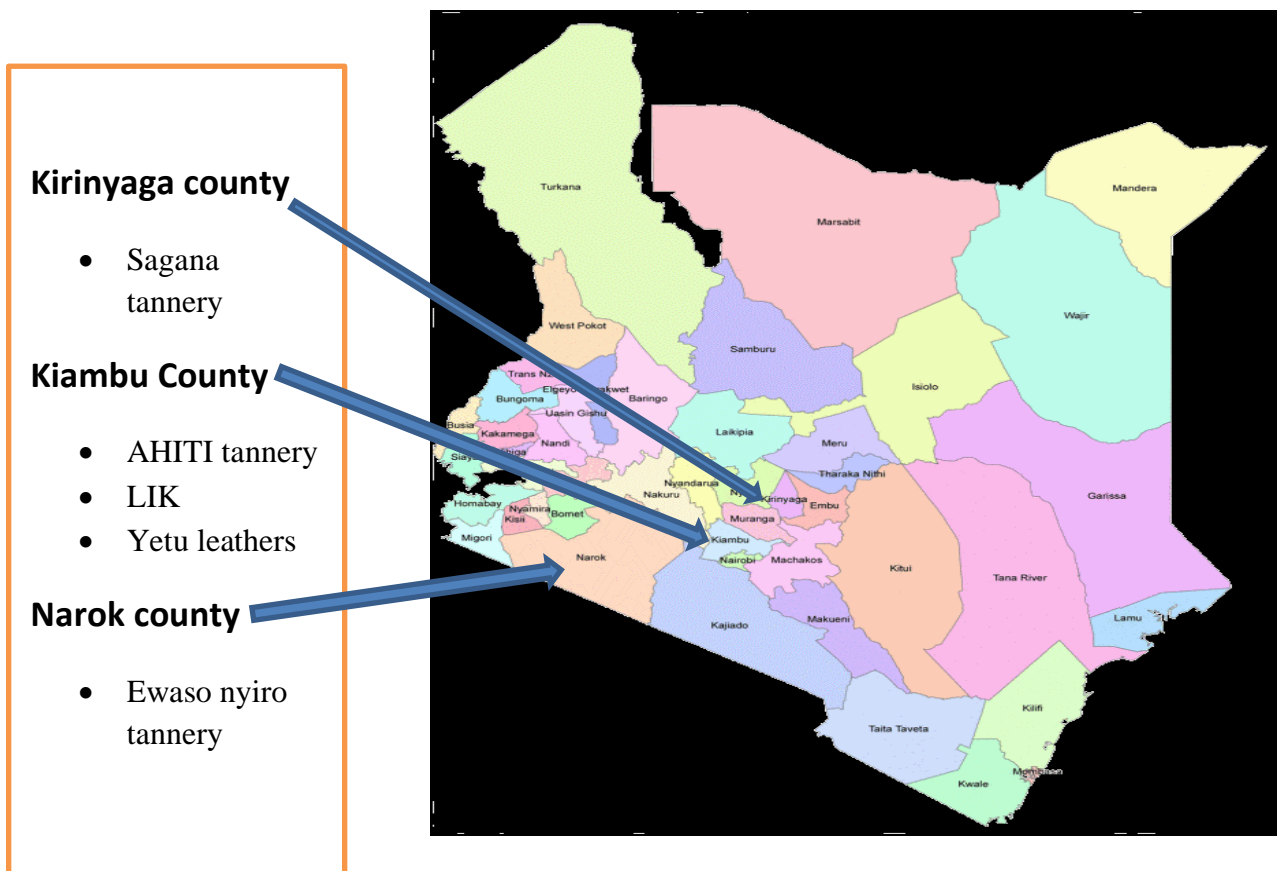 Kirinyaga county
• Sagana
tannery
Kiambu County
• AHITI tannery
• LIK
• Yetu leathers
Narok county
• Ewaso nyiro
tannery
Turkana
Mandera
Marsabit
Wajir
West Pokot
Samburu
Isiolo
Trans
Elgeyo
Baringo
Bungoma
Uasin Gishu
Busia
Kakamega
Nandi
Laikipia
Meru
Tharaka Nithi
Nyandarua
Kirinyaga
Nakuru
Embu
Garissa
Homabay
Nyamira
Kisii
Bomet
Muranga
Migori
Kiambu
Narok
Nairobi
Machakos
Kitui
Tana River
Kajiado
Makueni
Lamu
Kilifi
Taita Taveta
Mombasa
Kwale